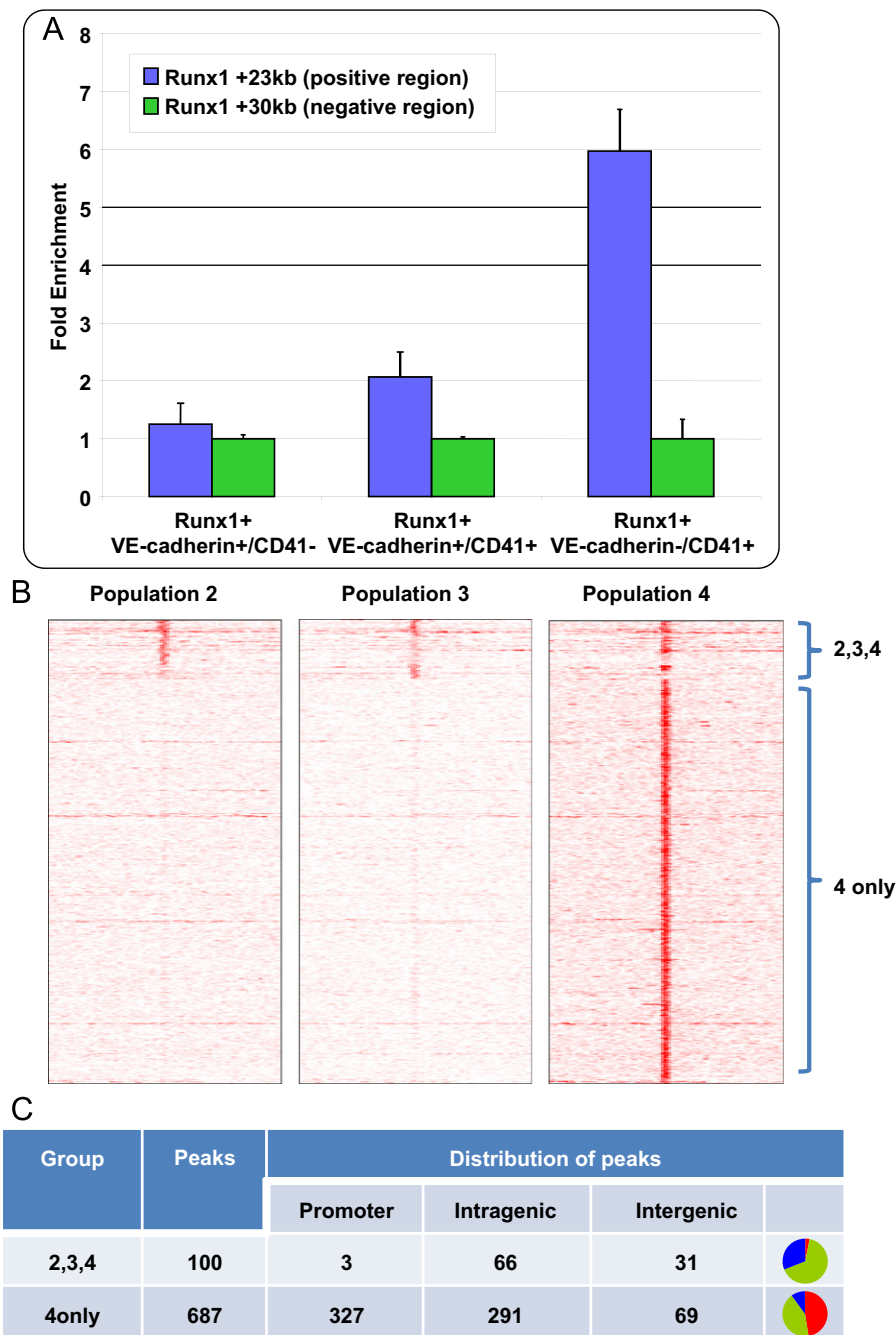 A
8
7
6
5
4
3
2
1
0
Fold Enrichment
Runx1 +23kb (positive region)
Runx1 +30kb (negative region)
Runx1+
VE-cadherin+/CD41-
Runx1+
VE-cadherin+/CD41+
Runx1+
VE-cadherin-/CD41+
B
Population 2
Population 3
Population 4
2,3,4
4 only
C
Group Peaks Distribution of peaks
Promoter Intragenic Intergenic
2,3,4 100 3 66 31
4only 687 327 291 69